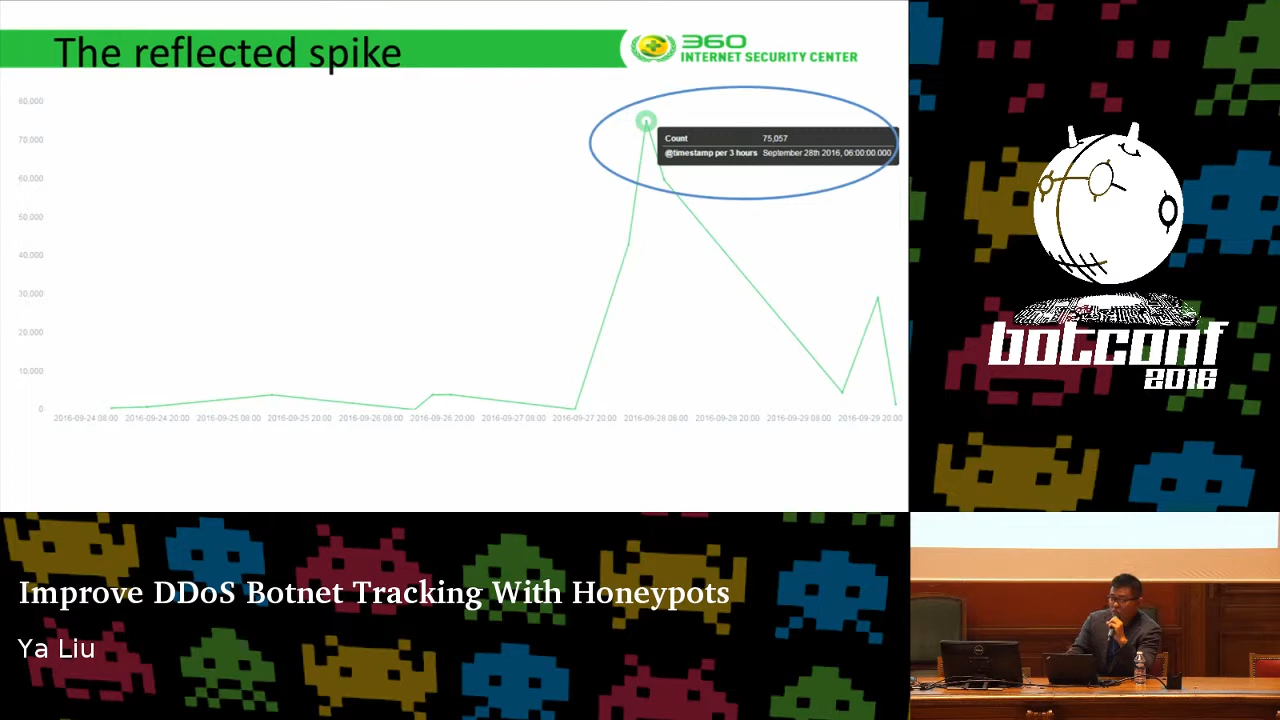 The reflected spike
360
INTERNET SECURITY CENTER
80,000
70,000
60,000
50,000
40,000
30,000
20,000
10,000
0
Count 75,057
@timestamp per 3 hours September 28th 2016, 06:00:00.000
2016-09-24 08:00 2016-09-24 20:00 2016-09-25 08:00 2016-09-25 20:00 2016-09-26 08:00 2016-09-26 20:00 2016-09-27 08:00 2016-09-27 20:00 2016-09-28 08:00 2016-09-28 20:00 2016-09-29 08:00 2016-09-29 20:00
botconf
2016
Improve DDoS Botnet Tracking With Honeypots
Ya Liu